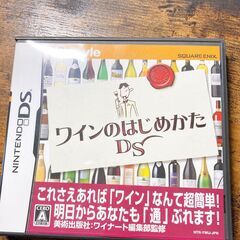 SQUARE ENIX
NINTENDO DS
ワインのはじめかた
DS
これさえあれば「ワイン」なんて超簡単!
明日からあなたも「通」ぶれます!
美術出版社:ワイナート編集部監修
CERO
A